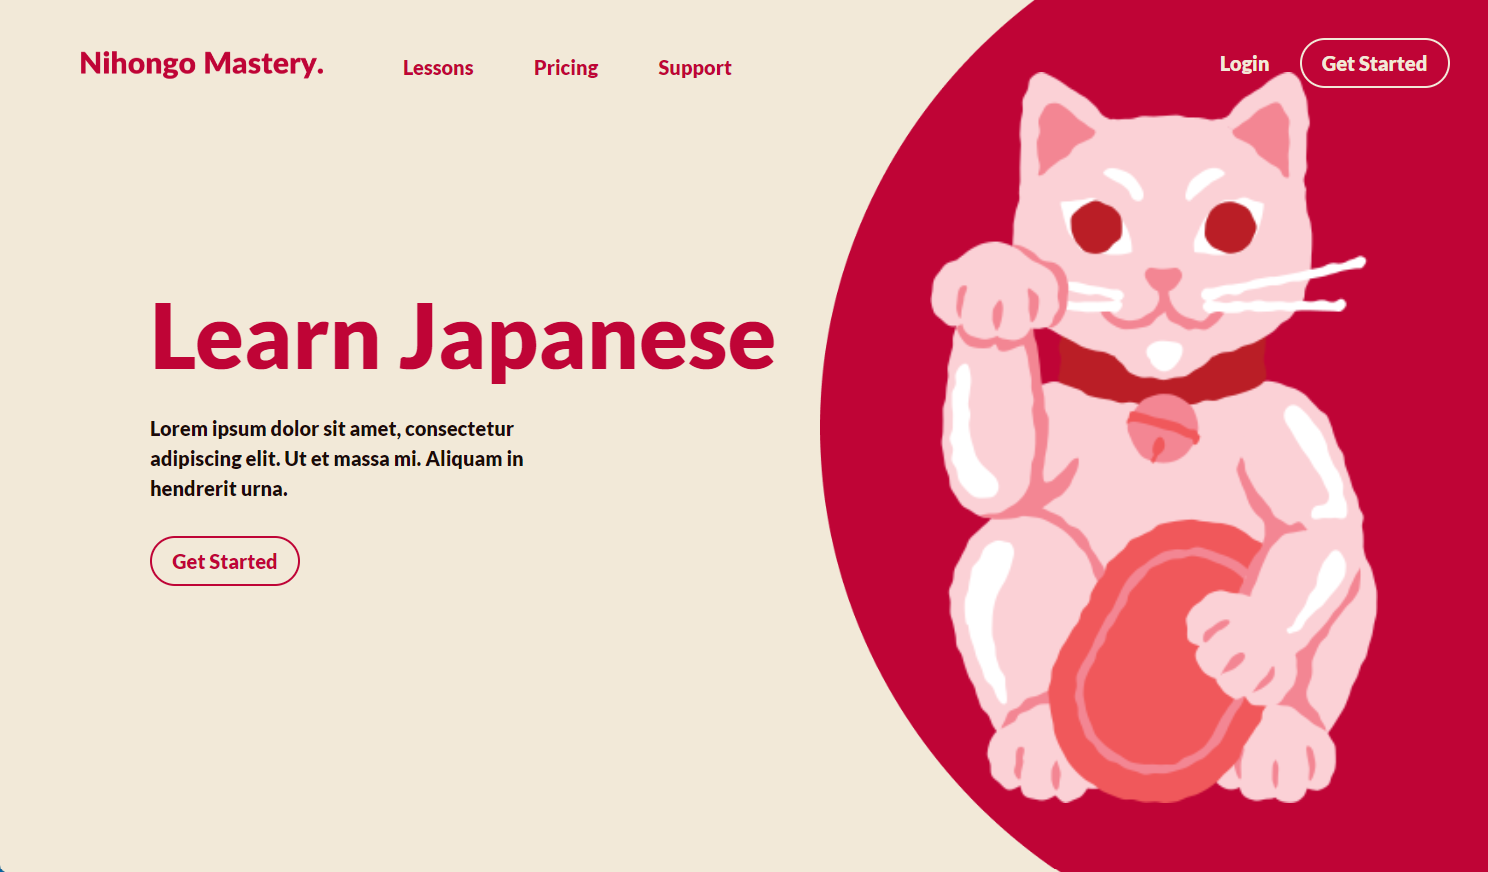 Nihongo Mastery.
Lessons
Pricing
Support
Login
Get Started
Learn Japanese
Lorem ipsum dolor sit amet, consectetur
adipiscing elit. Ut et massa mi. Aliquam in
hendrerit urna.
Get Started